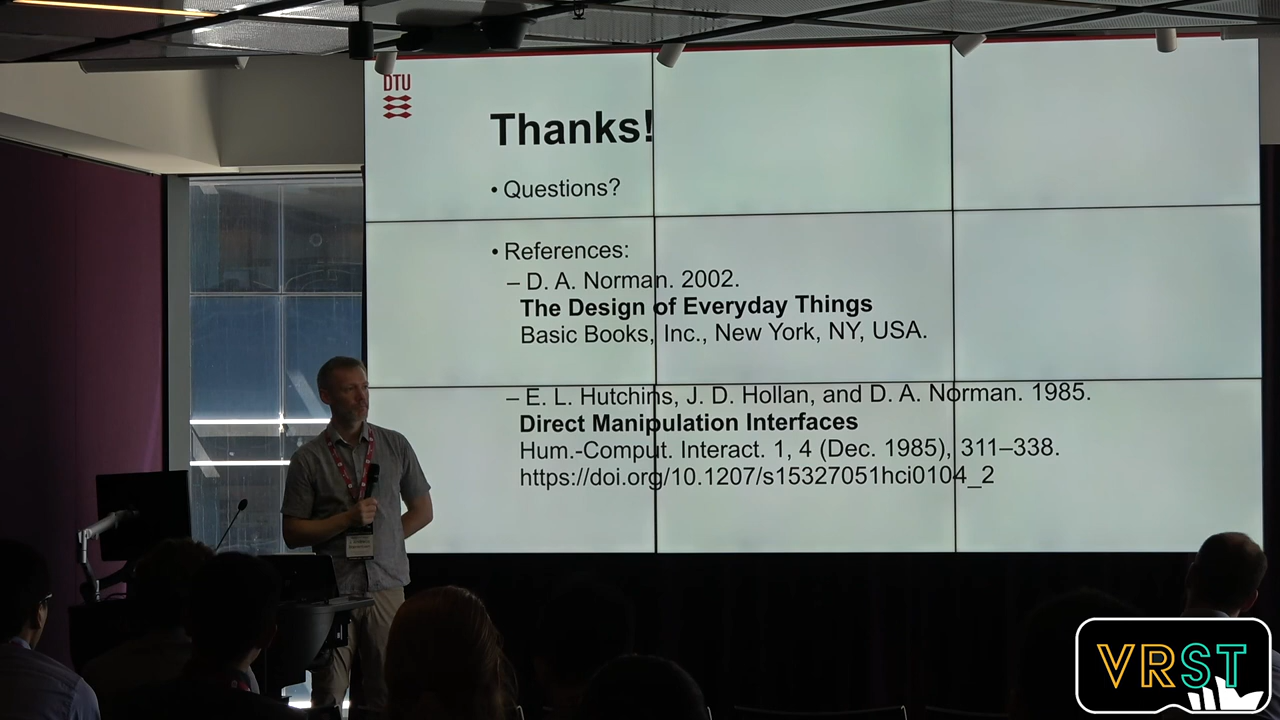 DTU
Thanks!
• Questions?
• References:
– D. A. Norman. 2002.
The Design of Everyday Things
Basic Books, Inc., New York, NY, USA.
– E. L. Hutchins, J. D. Hollan, and D. A. Norman. 1985.
Direct Manipulation Interfaces
Hum.-Comput. Interact. 1, 4 (Dec. 1985), 311–338.
https://doi.org/10.1207/s15327051hci0104_2
VRST